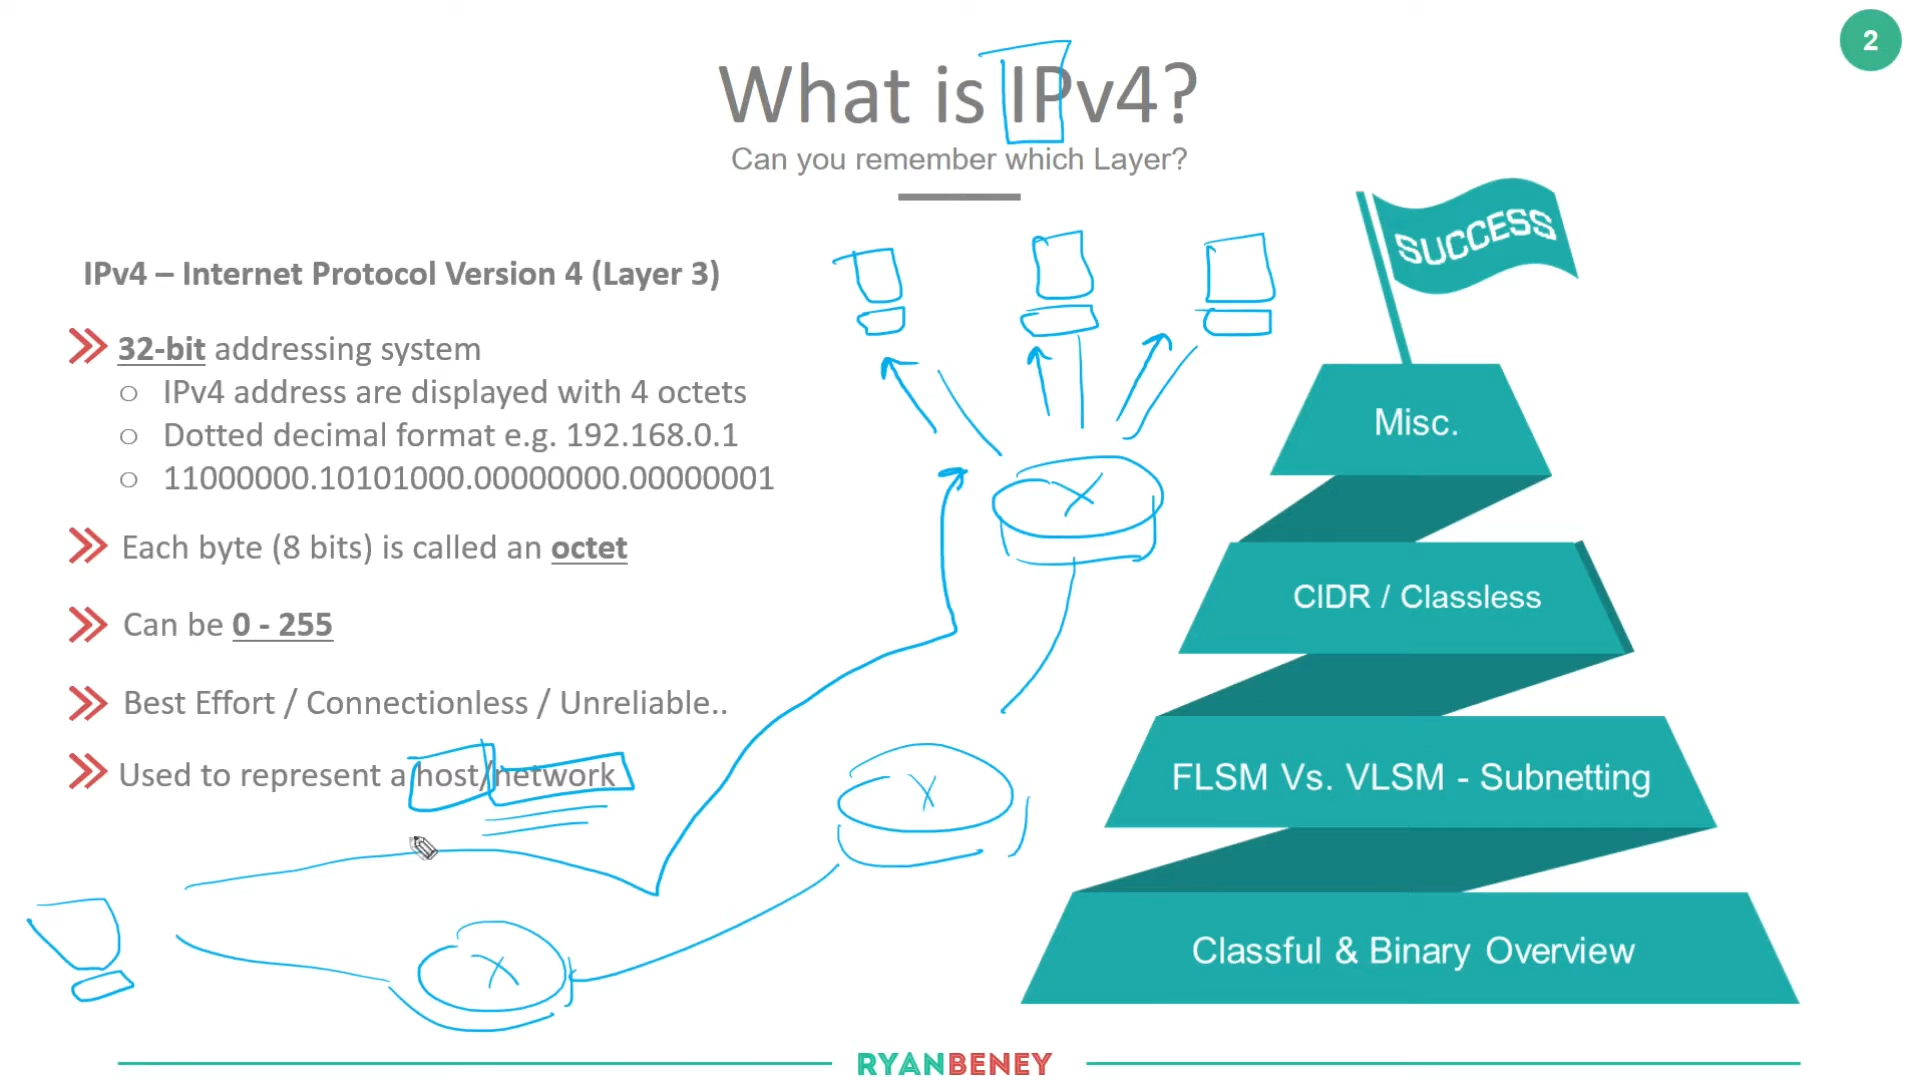 2
What is IPv4?
Can you remember which Layer?
IPv4 – Internet Protocol Version 4 (Layer 3)
32-bit addressing system
○ IPv4 address are displayed with 4 octets
○ Dotted decimal format e.g. 192.168.0.1
○ 11000000.10101000.00000000.00000001
Each byte (8 bits) is called an octet
Can be 0 - 255
Best Effort / Connectionless / Unreliable..
Used to represent a host/network
X
X
X
SUCCESS
Misc.
CIDR / Classless
FLSM Vs. VLSM - Subnetting
Classful & Binary Overview
RYANBENEY